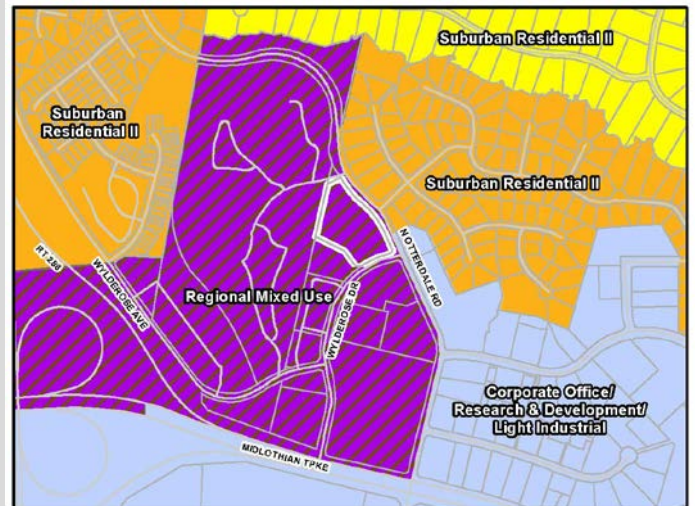 Suburban Residential II
Suburban
Residential II
Suburban Residential II
N OTTERDALE RD
RT 288
WYLDEROSE AVE
Regional Mixed Use
WYLDEROSE DR
Corporate Office/
Research & Development/
Light Industrial
MIDLOTHIAN TPKE